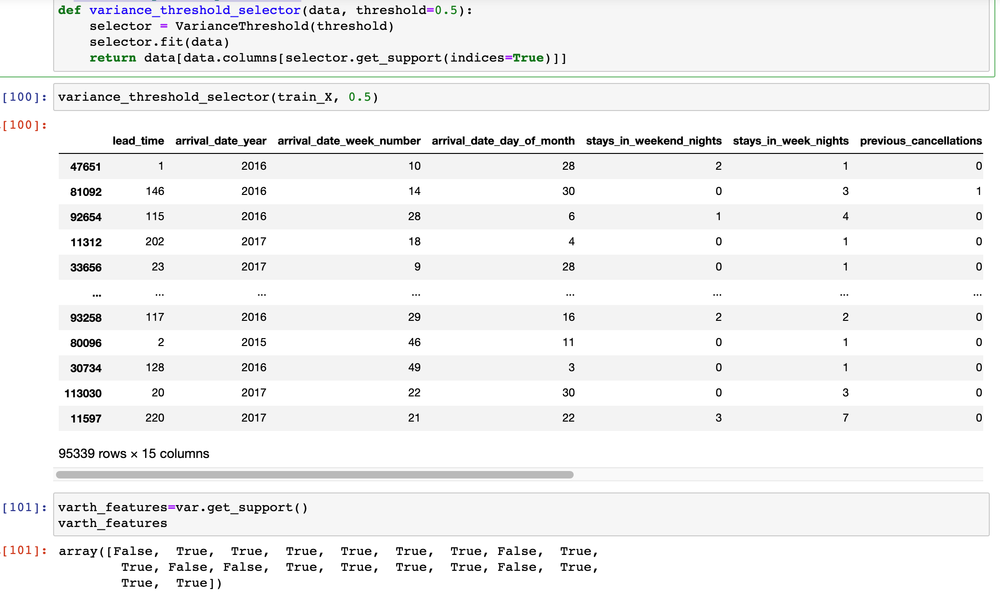 def variance_threshold_selector(data, threshold=0.5):
    selector = VarianceThreshold(threshold)
    selector.fit(data)
    return data[data.columns[selector.get_support(indices=True)]]
[100]: variance_threshold_selector(train_X, 0.5)
[100]:
lead_time arrival_date_year arrival_date_week_number arrival_date_day_of_month stays_in_weekend_nights stays_in_week_nights previous_cancellations
47651 1 2016 10 28 2 1 0
81092 146 2016 14 30 0 3 1
92654 115 2016 28 6 1 4 0
11312 202 2017 18 4 0 1 0
33656 23 2017 9 28 0 1 0
... ... ... ... ... ... ... ...
93258 117 2016 29 16 2 2 0
80096 2 2015 46 11 0 1 0
30734 128 2016 49 3 0 1 0
113030 20 2017 22 30 0 3 0
11597 220 2017 21 22 3 7 0
95339 rows × 15 columns
[101]: varth_features=var.get_support()
varth_features
[101]: array([False,  True,  True,  True,  True,  True,  True, False,  True,
        True, False, False,  True,  True,  True,  True, False,  True,
        True,  True])